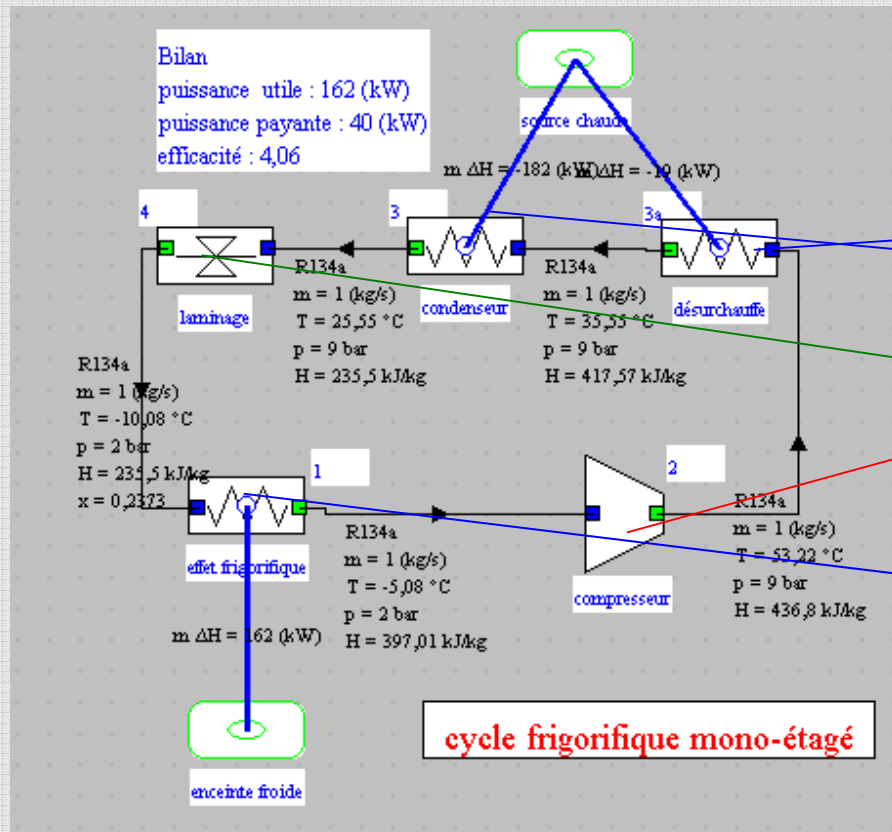 Bilan
puissance utile : 162 (kW)
puissance payante : 40 (kW)
efficacité : 4,06
source chaude
m ΔH = -182 (kW)
m ΔH = -19 (kW)
4
laminage
3
condenseur
3a
désurchauffe
R134a
m = 1 (kg/s)
T = 25,55 °C
p = 9 bar
H = 235,5 kJ/kg
R134a
m = 1 (kg/s)
T = 35,55 °C
p = 9 bar
H = 417,57 kJ/kg
R134a
m = 1 (kg/s)
T = -10,08 °C
p = 2 bar
H = 235,5 kJ/kg
x = 0,2373
1
effet frigorifique
R134a
m = 1 (kg/s)
T = -5,08 °C
p = 2 bar
H = 397,01 kJ/kg
2
compresseur
R134a
m = 1 (kg/s)
T = 53,22 °C
p = 9 bar
H = 436,8 kJ/kg
m ΔH = 162 (kW)
enceinte froide
cycle frigorifique mono-étagé